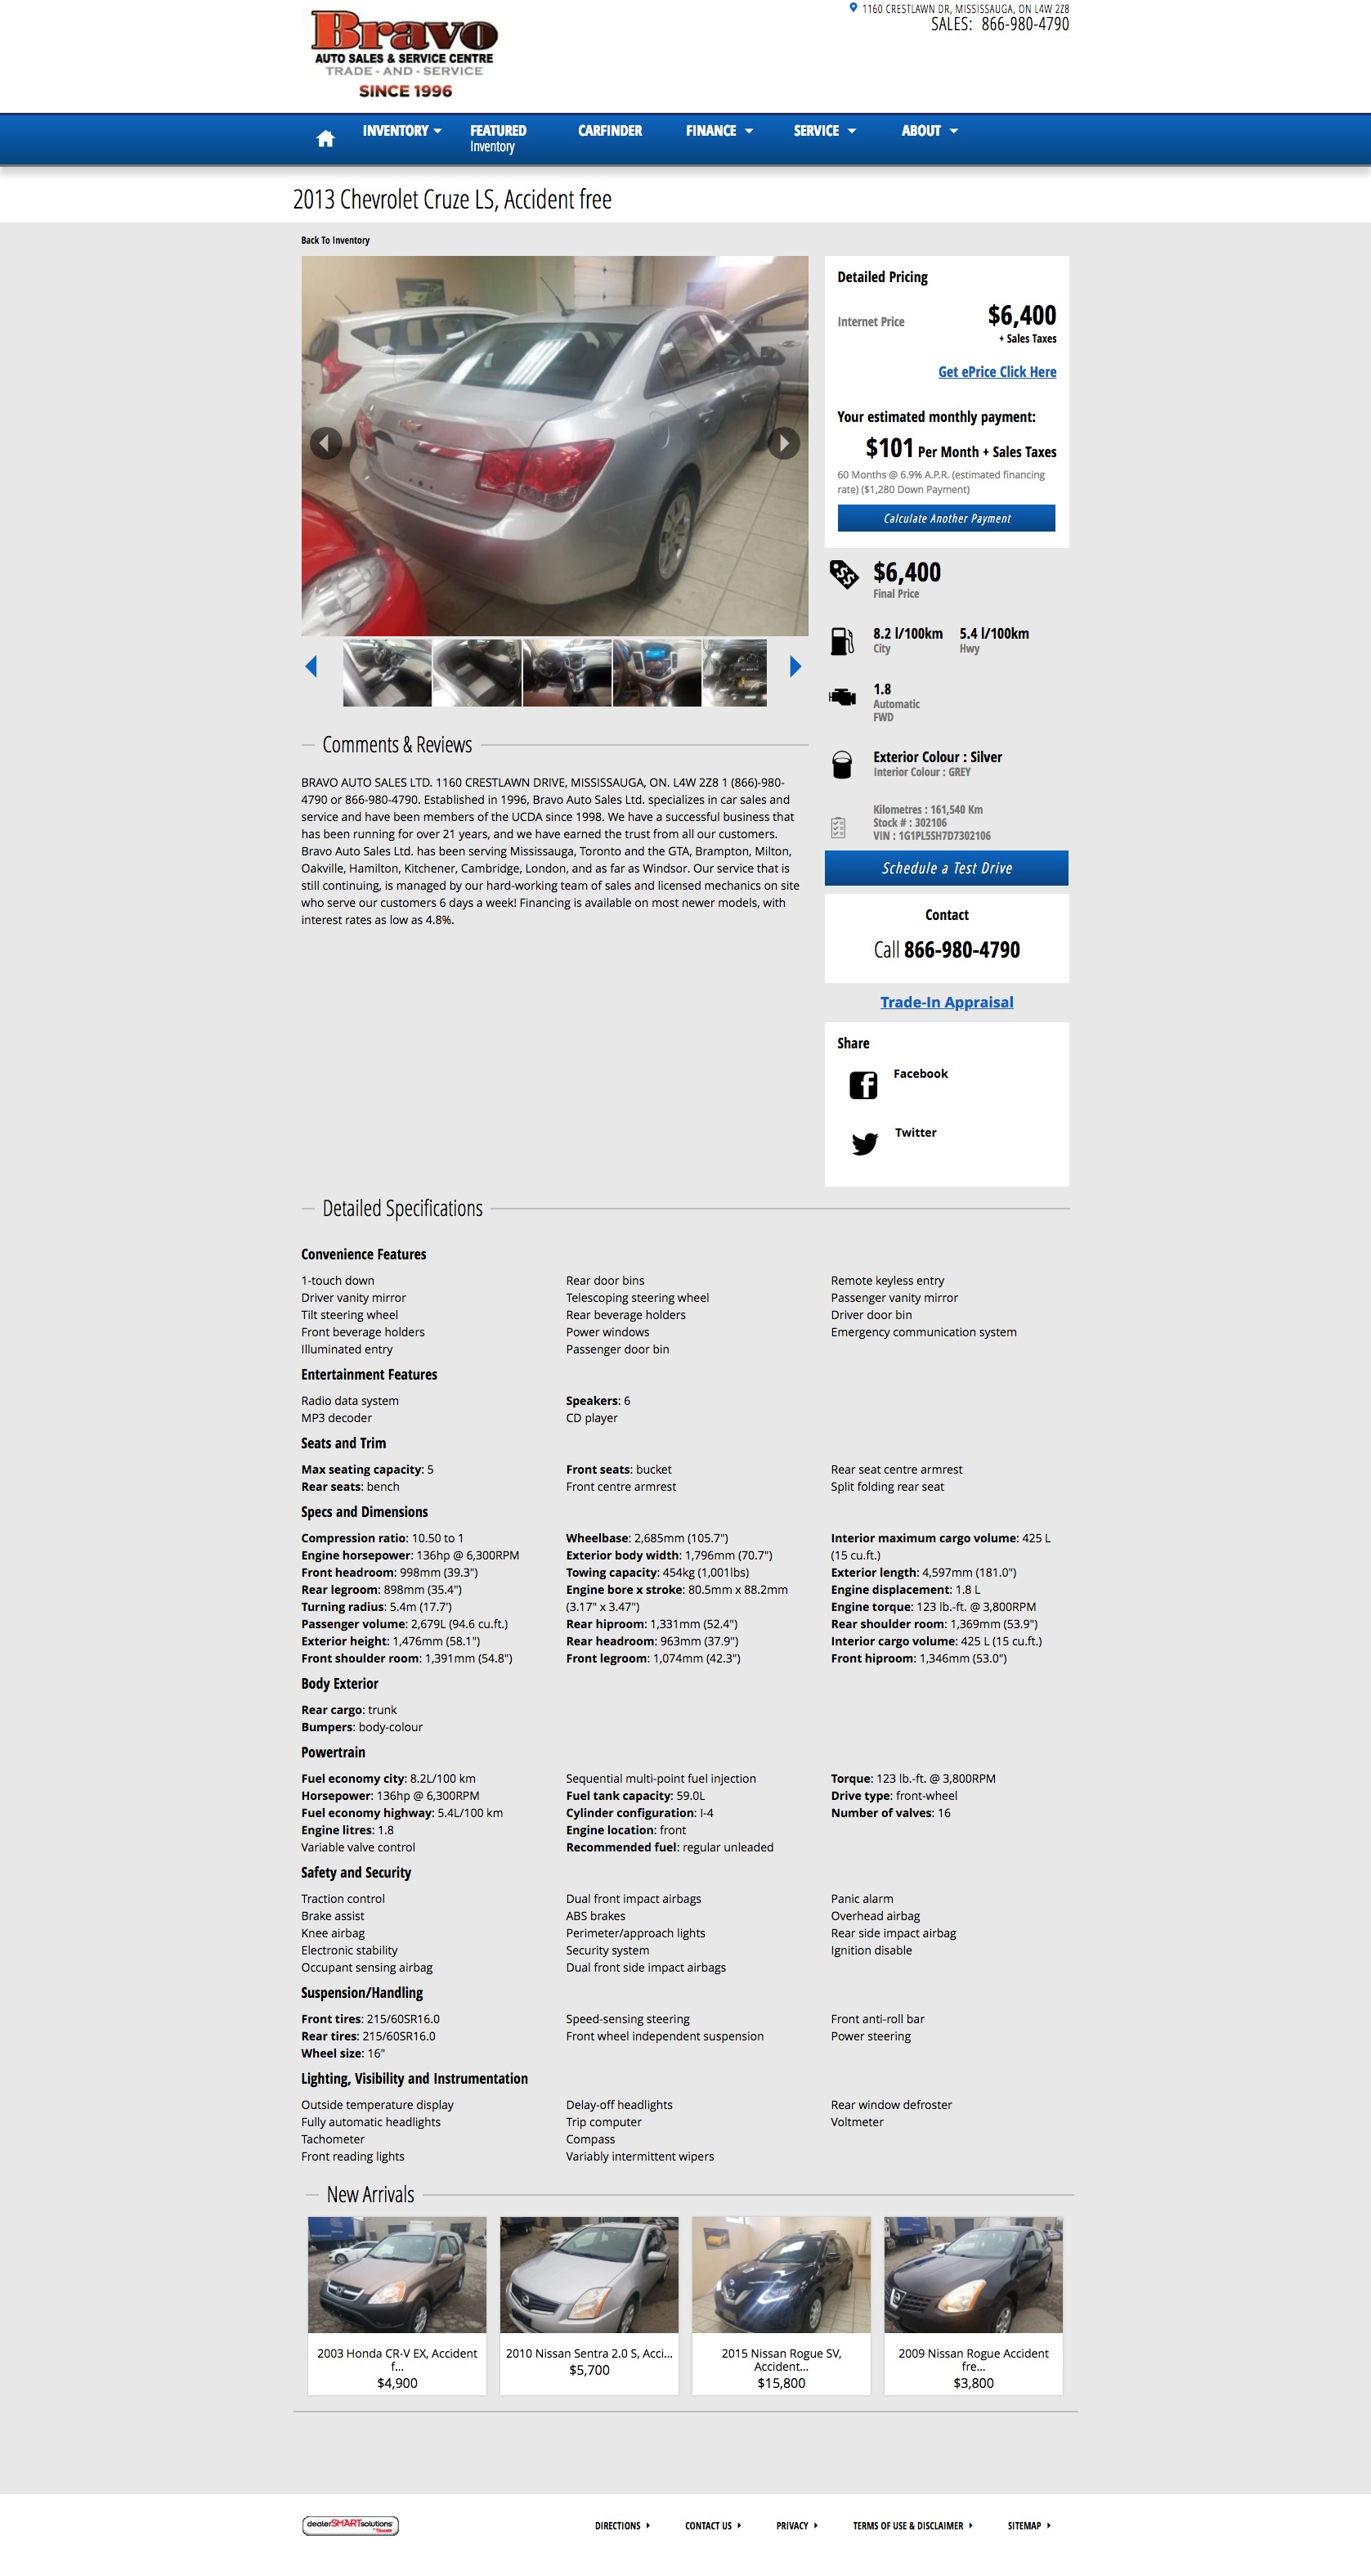 Bravo
AUTO SALES & SERVICE CENTRE
TRADE - AND - SERVICE
SINCE 1996
1160 CRESTLAWN DR, MISSISSAUGA, ON L4W 2Z8
SALES: 866-980-4790
INVENTORY
FEATURED
Inventory
CARFINDER
FINANCE
SERVICE
ABOUT
2013 Chevrolet Cruze LS, Accident free
Back To Inventory
Detailed Pricing
Internet Price
$6,400
+ Sales Taxes
Get ePrice Click Here
Your estimated monthly payment:
$101 Per Month + Sales Taxes
60 Months @ 6.9% A.P.R. (estimated financing
rate) ($1,280 Down Payment)
Calculate Another Payment
$6,400
Final Price
8.2 l/100km 5.4 l/100km
City Hwy
1.8
Automatic
FWD
Exterior Colour : Silver
Interior Colour : GREY
Kilometres : 161,540 Km
Stock # : 302106
VIN : 1G1PL5SH7D7302106
Schedule a Test Drive
Contact
Call 866-980-4790
Trade-In Appraisal
Share
Facebook
Twitter
Comments & Reviews
BRAVO AUTO SALES LTD. 1160 CRESTLAWN DRIVE, MISSISSAUGA, ON. L4W 2Z8 1 (866)-980-
4790 or 866-980-4790. Established in 1996, Bravo Auto Sales Ltd. specializes in car sales and
service and have been members of the UCDA since 1998. We have a successful business that
has been running for over 21 years, and we have earned the trust from all our customers.
Bravo Auto Sales Ltd. has been serving Mississauga, Toronto and the GTA, Brampton, Milton,
Oakville, Hamilton, Kitchener, Cambridge, London, and as far as Windsor. Our service that is
still continuing, is managed by our hard-working team of sales and licensed mechanics on site
who serve our customers 6 days a week! Financing is available on most newer models, with
interest rates as low as 4.8%.
Detailed Specifications
Convenience Features
1-touch down Rear door bins Remote keyless entry
Driver vanity mirror Telescoping steering wheel Passenger vanity mirror
Tilt steering wheel Rear beverage holders Driver door bin
Front beverage holders Power windows Emergency communication system
Illuminated entry Passenger door bin
Entertainment Features
Radio data system Speakers: 6
MP3 decoder CD player
Seats and Trim
Max seating capacity: 5 Front seats: bucket Rear seat centre armrest
Rear seats: bench Front centre armrest Split folding rear seat
Specs and Dimensions
Compression ratio: 10.50 to 1 Wheelbase: 2,685mm (105.7") Interior maximum cargo volume: 425 L
Engine horsepower: 136hp @ 6,300RPM Exterior body width: 1,796mm (70.7") (15 cu.ft.)
Front headroom: 998mm (39.3") Towing capacity: 454kg (1,001lbs) Exterior length: 4,597mm (181.0")
Rear legroom: 898mm (35.4") Engine bore x stroke: 80.5mm x 88.2mm Engine displacement: 1.8 L
Turning radius: 5.4m (17.7') (3.17" x 3.47") Engine torque: 123 lb.-ft. @ 3,800RPM
Passenger volume: 2,679L (94.6 cu.ft.) Rear hiproom: 1,331mm (52.4") Rear shoulder room: 1,369mm (53.9")
Exterior height: 1,476mm (58.1") Rear headroom: 963mm (37.9") Interior cargo volume: 425 L (15 cu.ft.)
Front shoulder room: 1,391mm (54.8") Front legroom: 1,074mm (42.3") Front hiproom: 1,346mm (53.0")
Body Exterior
Rear cargo: trunk
Bumpers: body-colour
Powertrain
Fuel economy city: 8.2L/100 km Sequential multi-point fuel injection Torque: 123 lb.-ft. @ 3,800RPM
Horsepower: 136hp @ 6,300RPM Fuel tank capacity: 59.0L Drive type: front-wheel
Fuel economy highway: 5.4L/100 km Cylinder configuration: I-4 Number of valves: 16
Engine litres: 1.8 Engine location: front
Variable valve control Recommended fuel: regular unleaded
Safety and Security
Traction control Dual front impact airbags Panic alarm
Brake assist ABS brakes Overhead airbag
Knee airbag Perimeter/approach lights Rear side impact airbag
Electronic stability Security system Ignition disable
Occupant sensing airbag Dual front side impact airbags
Suspension/Handling
Front tires: 215/60SR16.0 Speed-sensing steering Front anti-roll bar
Rear tires: 215/60SR16.0 Front wheel independent suspension Power steering
Wheel size: 16"
Lighting, Visibility and Instrumentation
Outside temperature display Delay-off headlights Rear window defroster
Fully automatic headlights Trip computer Voltmeter
Tachometer Compass
Front reading lights Variably intermittent wipers
New Arrivals
2003 Honda CR-V EX, Accident
f...
$4,900
2010 Nissan Sentra 2.0 S, Acci...
$5,700
2015 Nissan Rogue SV,
Accident...
$15,800
2009 Nissan Rogue Accident
fre...
$3,800
dealerSMARTsolutions
DIRECTIONS
CONTACT US
PRIVACY
TERMS OF USE & DISCLAIMER
SITEMAP